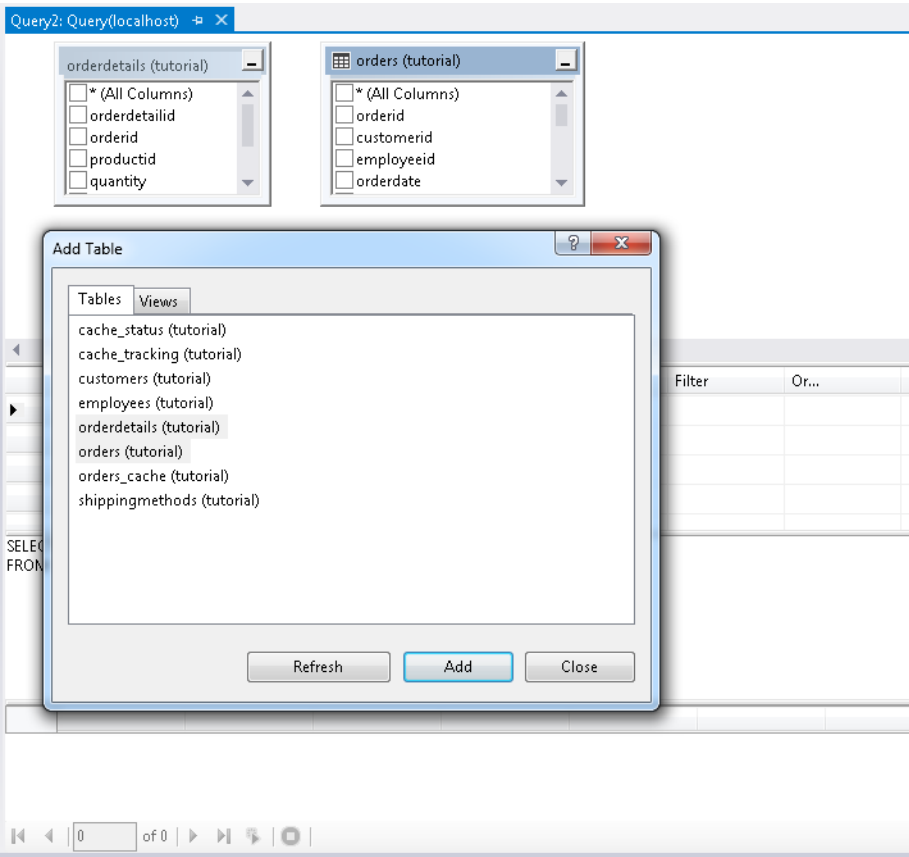 Query2: Query(localhost)
orderdetails (tutorial)
* (All Columns)
orderdetailid
orderid
productid
quantity
orders (tutorial)
* (All Columns)
orderid
customerid
employeeid
orderdate
Add Table
Tables Views
cache_status (tutorial)
cache_tracking (tutorial)
customers (tutorial)
employees (tutorial)
orderdetails (tutorial)
orders (tutorial)
orders_cache (tutorial)
shippingmethods (tutorial)
Refresh Add Close
Filter Or...
SELEC
FRON
0 of 0